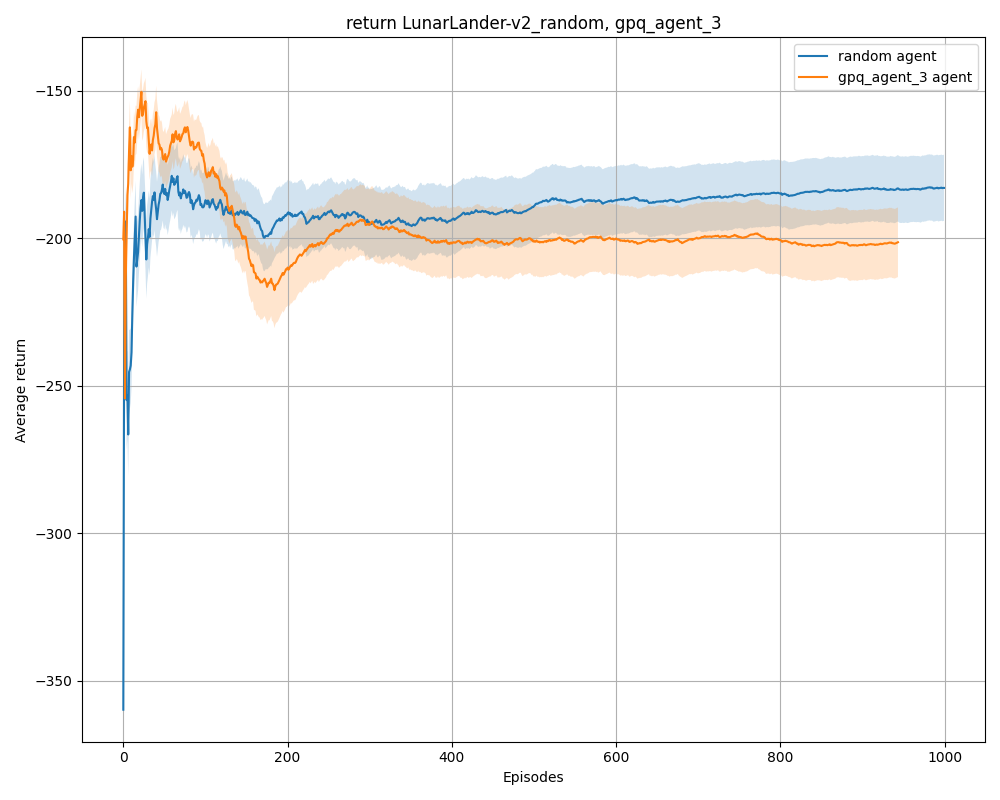 return LunarLander-v2_random, gpq_agent_3
random agent
gpq_agent_3 agent
Average return
−150
−200
−250
−300
−350
0
200
400
600
800
1000
Episodes